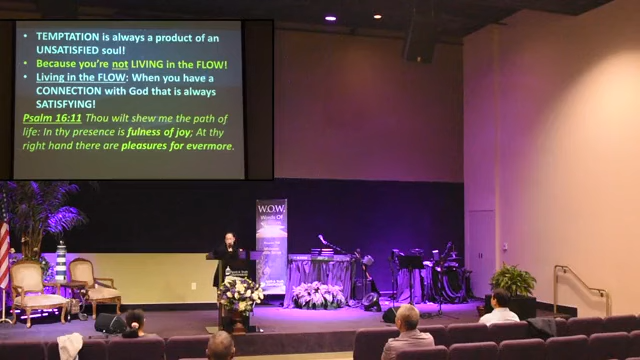 • TEMPTATION is always a product of an
UNSATISFIED soul!
• Because you're not LIVING in the FLOW!
• Living in the FLOW: When you have a
CONNECTION with God that is always
SATISFYING!
Psalm 16:11 Thou wilt shew me the path of
life: In thy presence is fulness of joy; At thy
right hand there are pleasures for evermore.
W.O.W.
Words Of